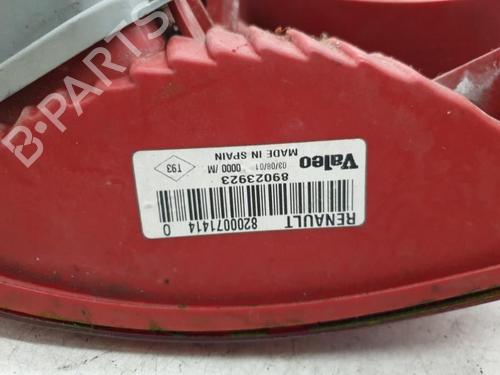 RENAULT
8200071414 0
89023923
Valeo 03/08/01 0000 /M T93
MADE IN SPAIN
B-PARTS